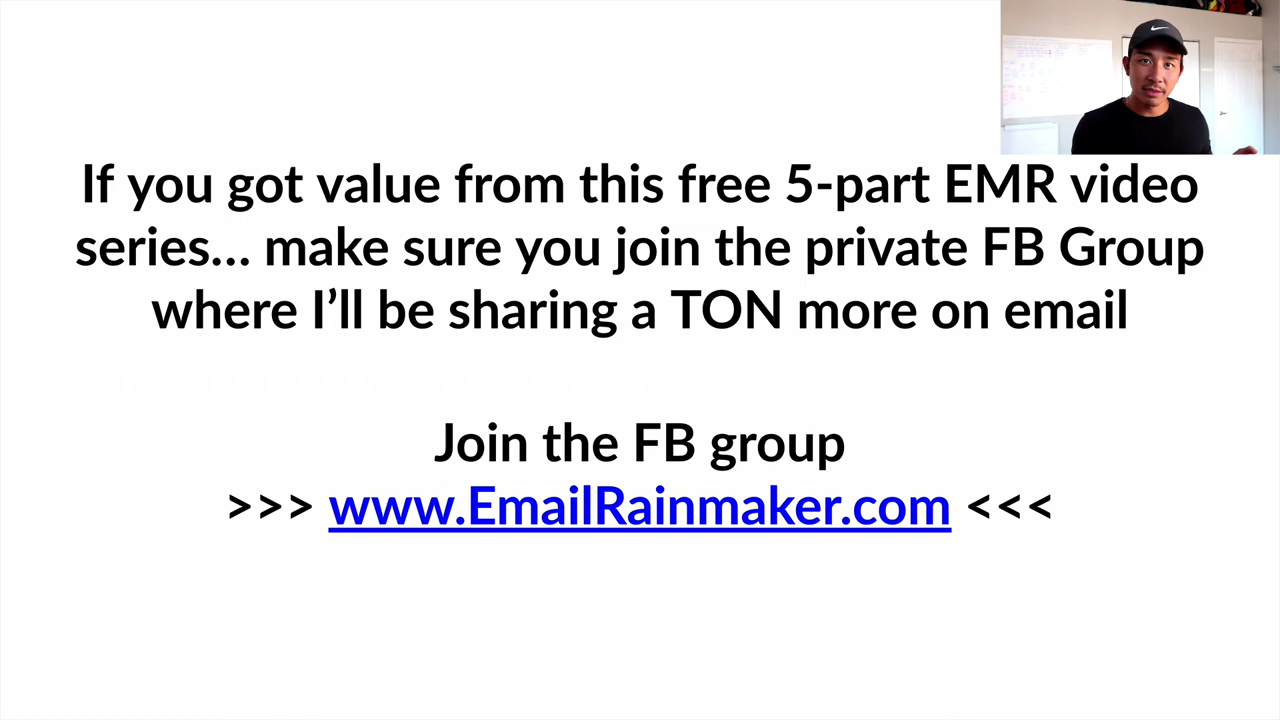 If you got value from this free 5-part EMR video
series... make sure you join the private FB Group
where I’ll be sharing a TON more on email
Join the FB group
>>> www.EmailRainmaker.com <<<